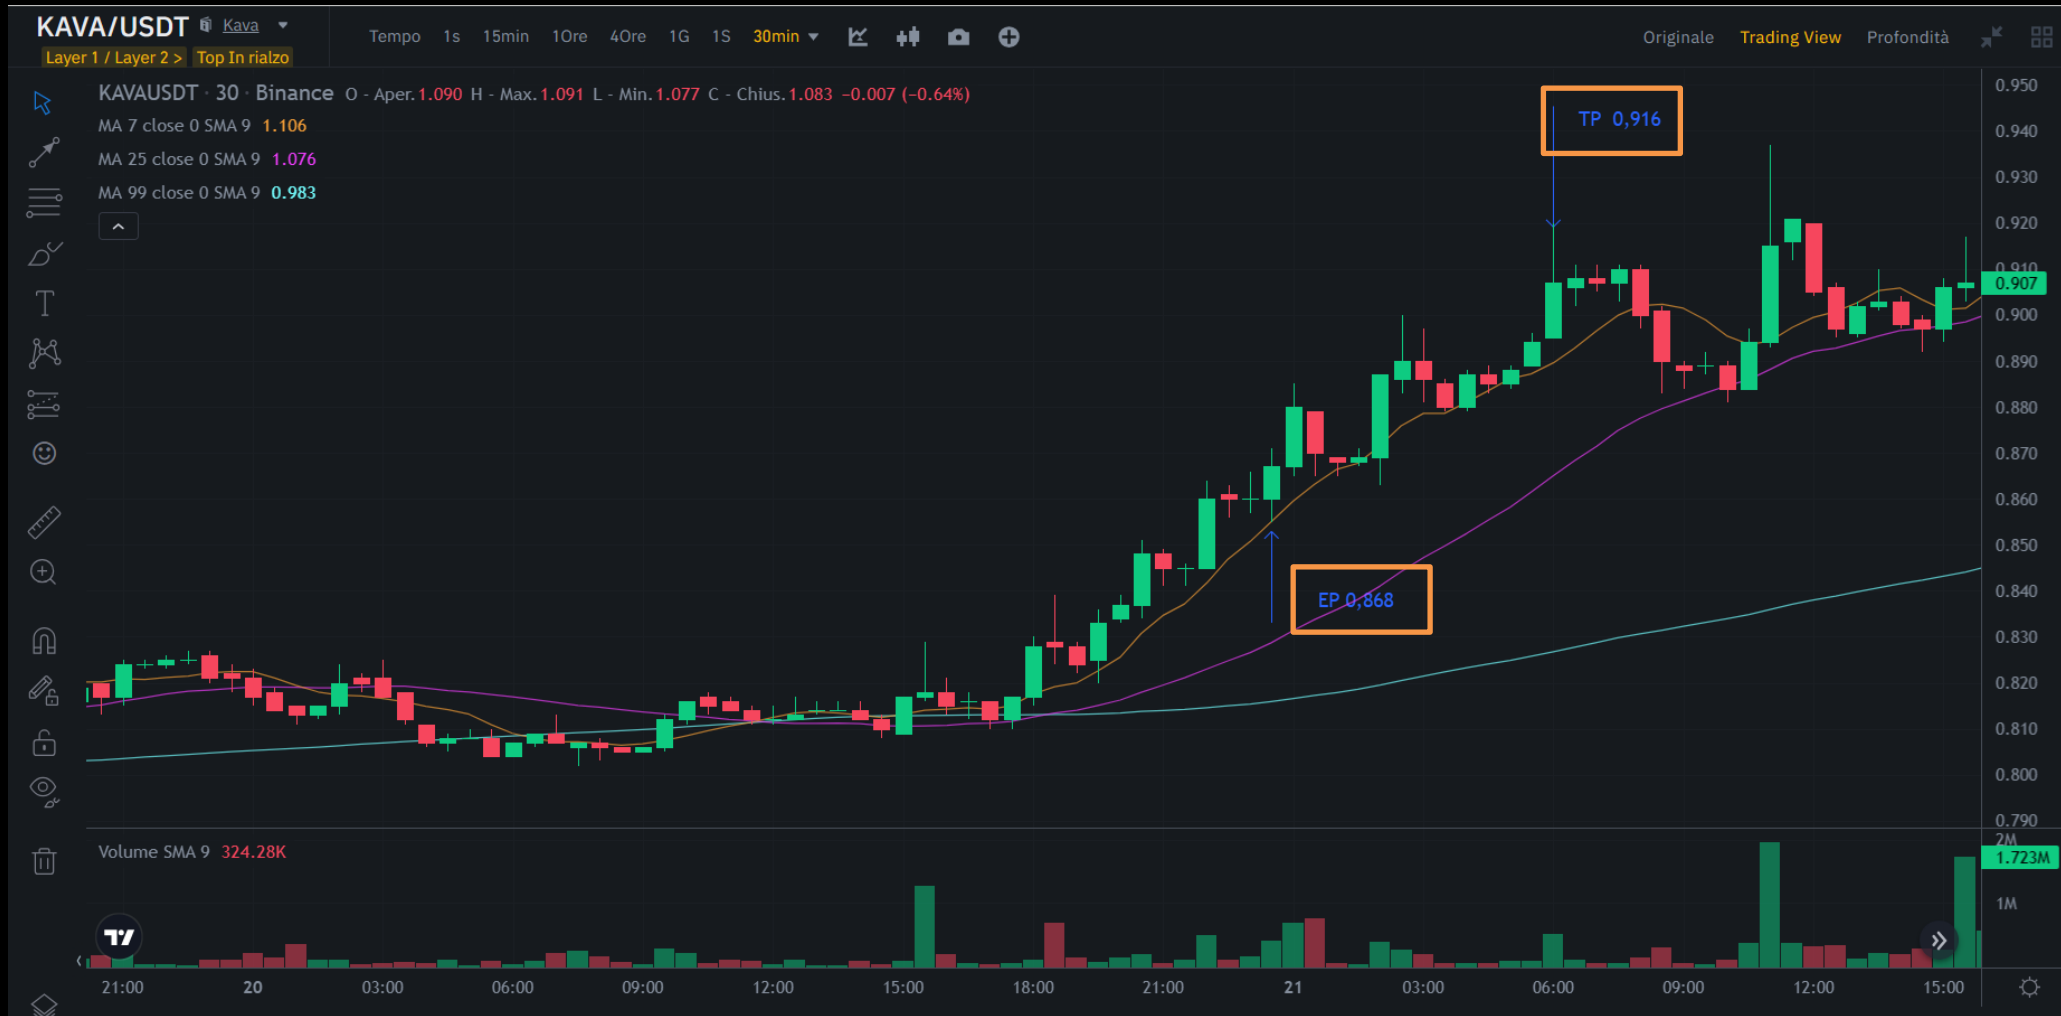 KAVA/USDT Kava
Layer 1 / Layer 2 > Top In rialzo
Tempo 1s 15min 1Ore 4Ore 1G 1S 30min
Originale Trading View Profondità
KAVAUSDT · 30 · Binance O - Aper.1.090 H - Max.1.091 L - Min.1.077 C - Chius.1.083 −0.007 (−0.64%)
MA 7 close 0 SMA 9 1.106
MA 25 close 0 SMA 9 1.076
MA 99 close 0 SMA 9 0.983
TP 0,916
EP 0,868
0.950
0.940
0.930
0.920
0.910
0.907
0.900
0.890
0.880
0.870
0.860
0.850
0.840
0.830
0.820
0.810
0.800
0.790
Volume SMA 9 324.28K
2M
1.723M
1M
21:00 20 03:00 06:00 09:00 12:00 15:00 18:00 21:00 21 03:00 06:00 09:00 12:00 15:00